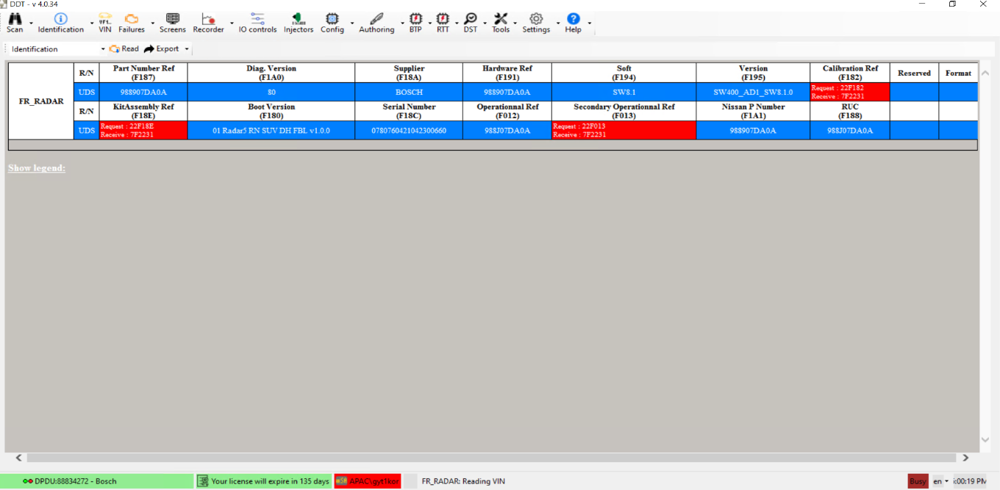 DDT - v 4.0.34
Scan Identification VIN Failures Screens Recorder IO controls Injectors Config Authoring BTP RTT DST Tools Settings Help
Identification Read Export
FR_RADAR
R/N Part Number Ref (F187) Diag. Version (F1A0) Supplier (F18A) Hardware Ref (F191) Soft (F194) Version (F195) Calibration Ref (F182) Reserved Format
UDS 988907DA0A 80 BOSCH 988907DA0A SW8.1 SW400_AD1_SW8.1.0 Request : 22F182 Receive : 7F2231
R/N KitAssembly Ref (F18E) Boot Version (F180) Serial Number (F18C) Operationnal Ref (F012) Secondary Operationnal Ref (F013) Nissan P Number (F1A1) RUC (F188)
UDS Request : 22F18E Receive : 7F2231 01 Radar5 RN SUV DH FBL v1.0.0 0780760421042300660 988J07DA0A Request : 22F013 Receive : 7F2231 988907DA0A 988J07DA0A
Show legend:
DPDU:88834272 - Bosch Your license will expire in 135 days APAC\gyt1kor FR_RADAR: Reading VIN Busy en :00:19 PM